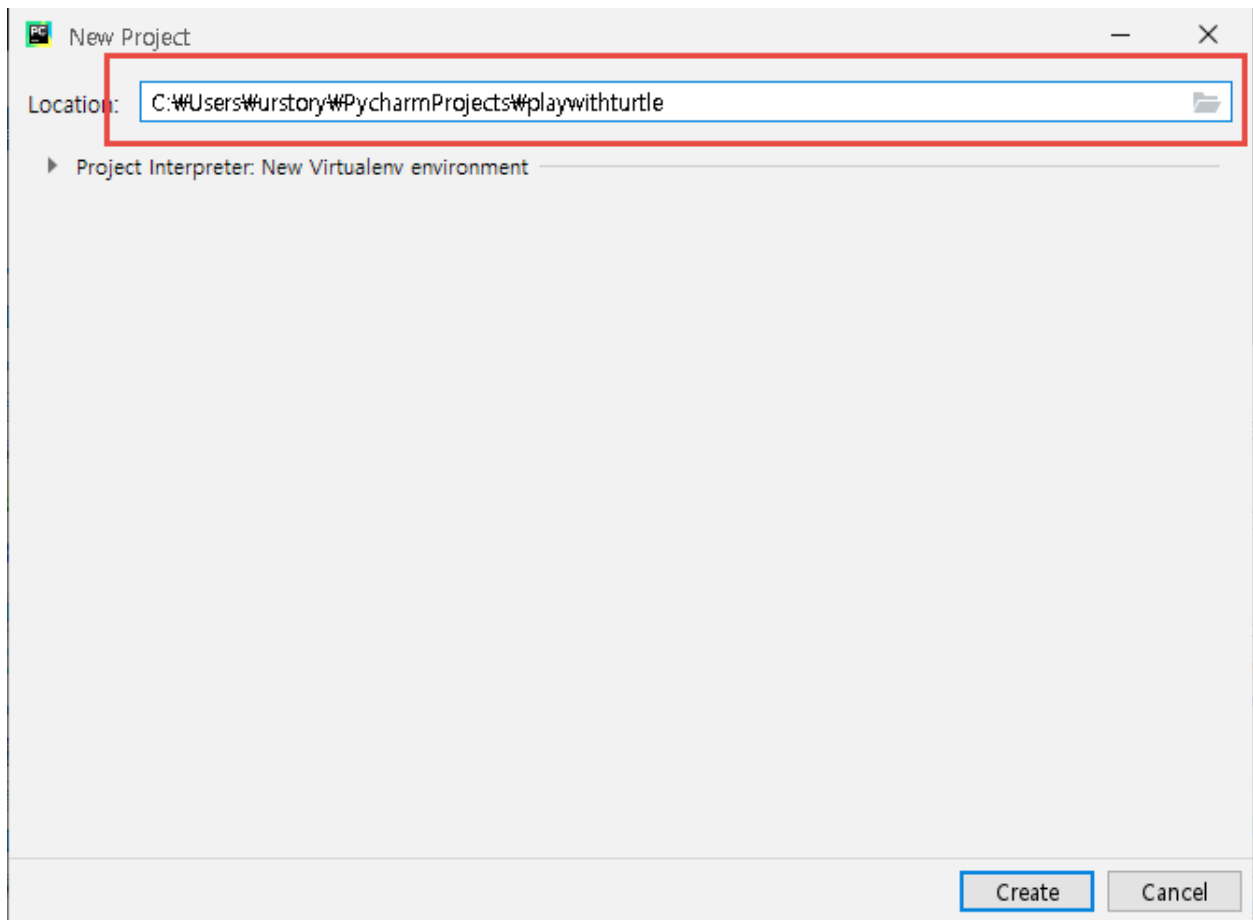 PC
New Project
Location: C:₩Users₩urstory₩PycharmProjects₩playwithturtle
Project Interpreter: New Virtualenv environment
Create Cancel